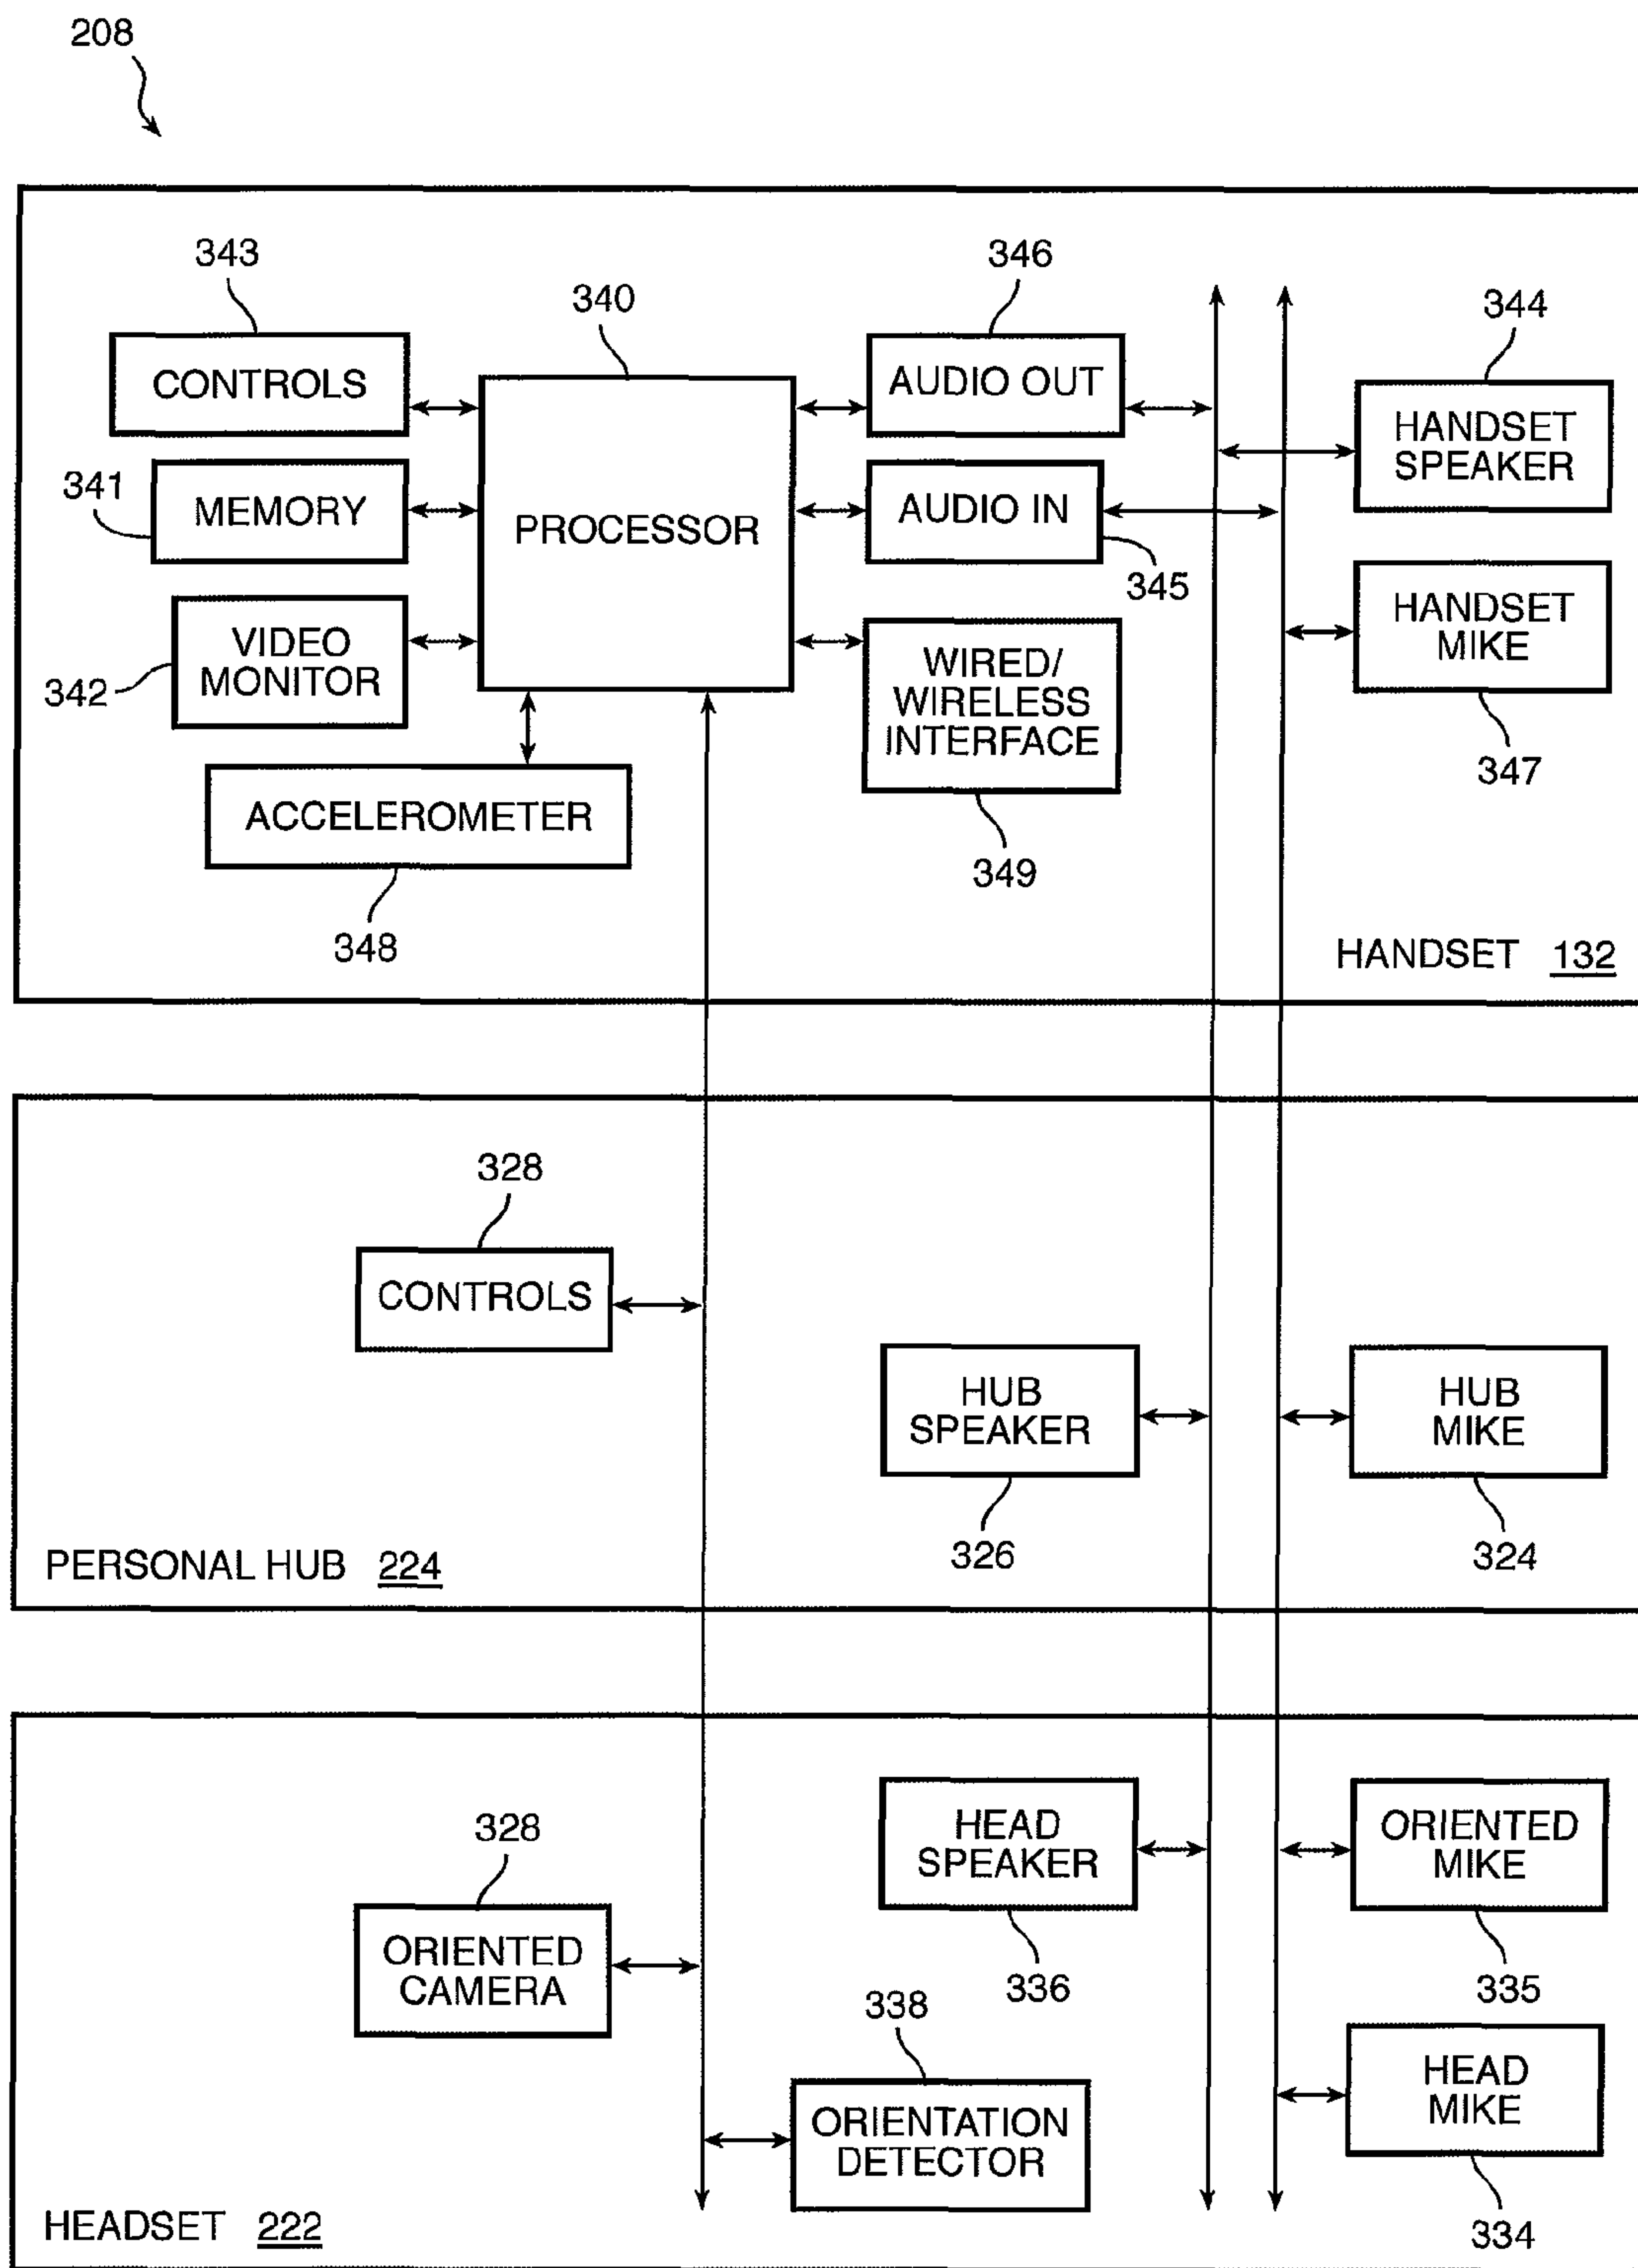 208
343
340
346
344
CONTROLS
AUDIO OUT
HANDSET
SPEAKER
341
MEMORY
PROCESSOR
AUDIO IN
345
342
VIDEO
MONITOR
WIRED/
WIRELESS
INTERFACE
HANDSET
MIKE
347
ACCELEROMETER
349
348
HANDSET 132
328
CONTROLS
HUB
SPEAKER
HUB
MIKE
326
324
PERSONAL HUB 224
328
HEAD
SPEAKER
ORIENTED
MIKE
ORIENTED
CAMERA
336
335
338
ORIENTATION
DETECTOR
HEAD
MIKE
334
HEADSET 222